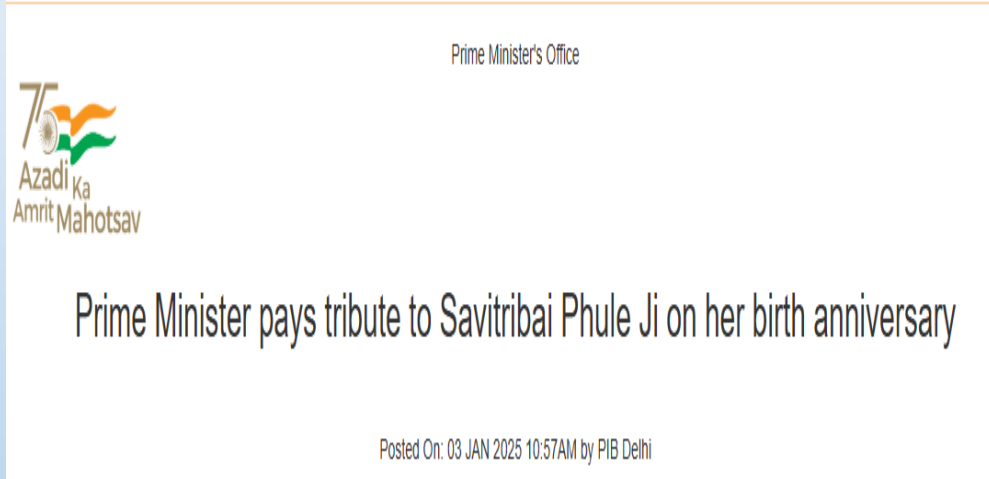 Prime Minister's Office
75
Azadi Ka
Amrit Mahotsav
Prime Minister pays tribute to Savitribai Phule Ji on her birth anniversary
Posted On: 03 JAN 2025 10:57AM by PIB Delhi